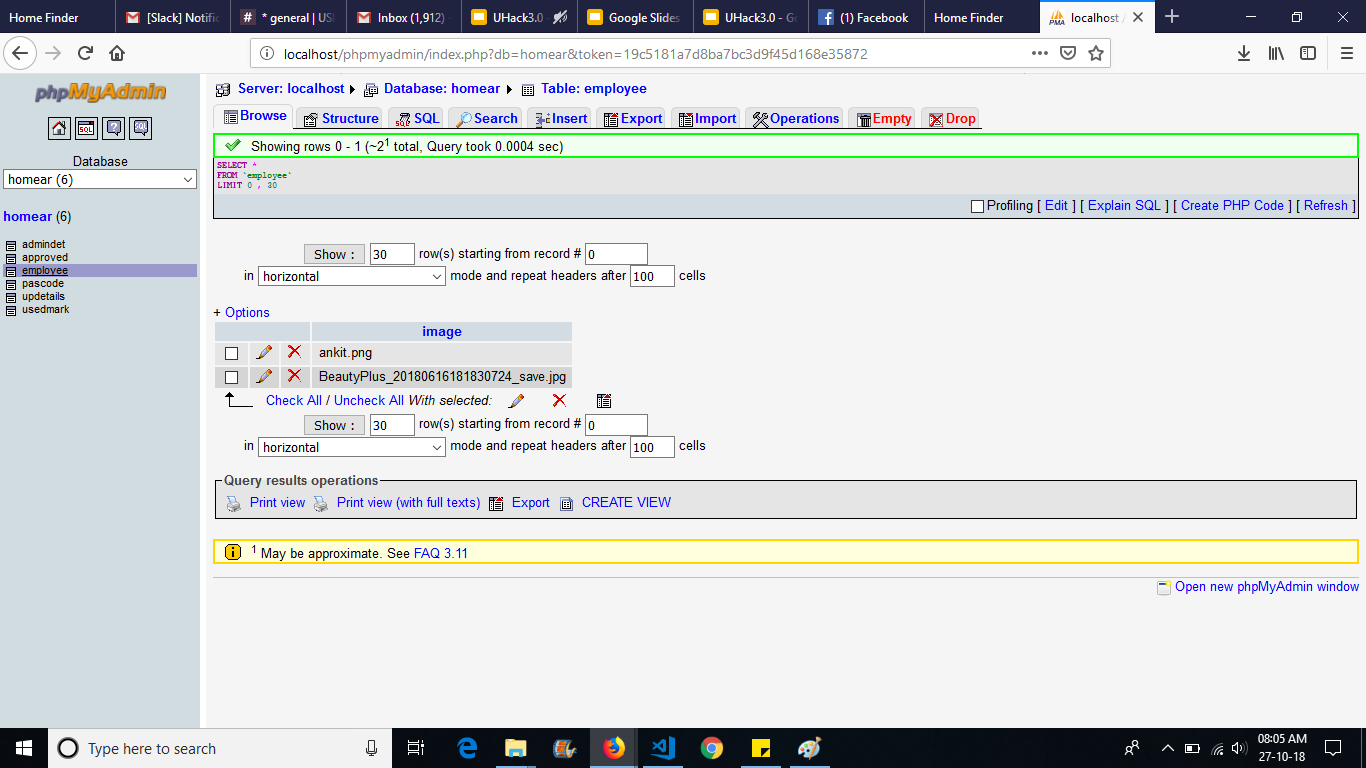 Home Finder
[Slack] Notific
* general | US
Inbox (1,912) -
UHack3.0 -
Google Slides
UHack3.0 - Go
(1) Facebook
Home Finder
localhost /
localhost/phpmyadmin/index.php?db=homear&token=19c5181a7d8ba7bc3d9f45d168e35872
phpMyAdmin
SQL
Database
homear (6)
homear (6)
admindet
approved
employee
pascode
updetails
usedmark
Server: localhost Database: homear Table: employee
Browse Structure SQL Search Insert Export Import Operations Empty Drop
Showing rows 0 - 1 (~2¹ total, Query took 0.0004 sec)
SELECT *
FROM `employee`
LIMIT 0 , 30
Profiling [ Edit ] [ Explain SQL ] [ Create PHP Code ] [ Refresh ]
Show : 30 row(s) starting from record # 0
in horizontal mode and repeat headers after 100 cells
+ Options
image
ankit.png
BeautyPlus_20180616181830724_save.jpg
Check All / Uncheck All With selected:
Show : 30 row(s) starting from record # 0
in horizontal mode and repeat headers after 100 cells
Query results operations
Print view Print view (with full texts) Export CREATE VIEW
¹ May be approximate. See FAQ 3.11
Open new phpMyAdmin window
Type here to search
08:05 AM
27-10-18